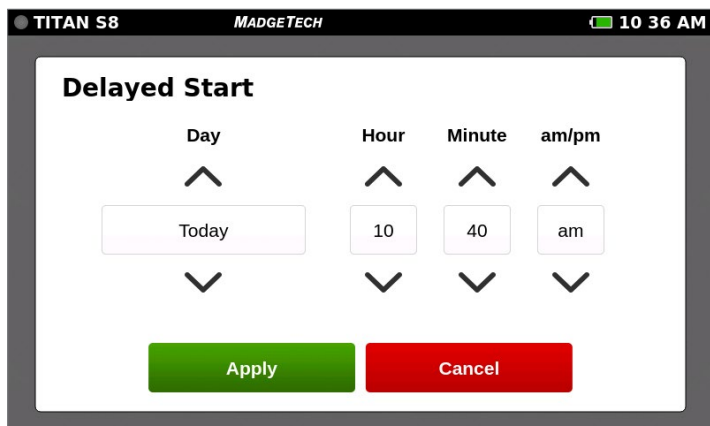 TITAN S8 MADGETECH 10 36 AM
Delayed Start
Day Hour Minute am/pm
Today 10 40 am
Apply Cancel